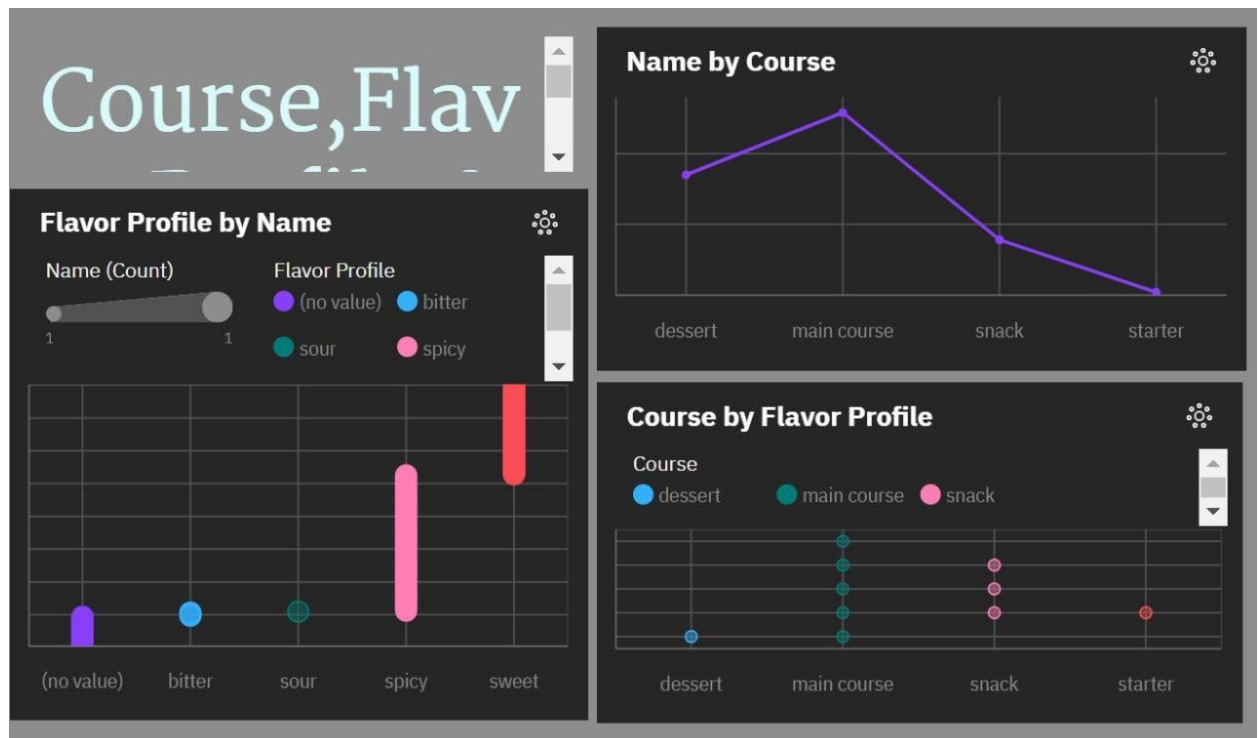 Course,Flav
Flavor Profile by Name
Name (Count)
1 1
Flavor Profile
(no value) bitter
sour spicy
(no value) bitter sour spicy sweet
Name by Course
dessert main course snack starter
Course by Flavor Profile
Course
dessert main course snack
dessert main course snack starter